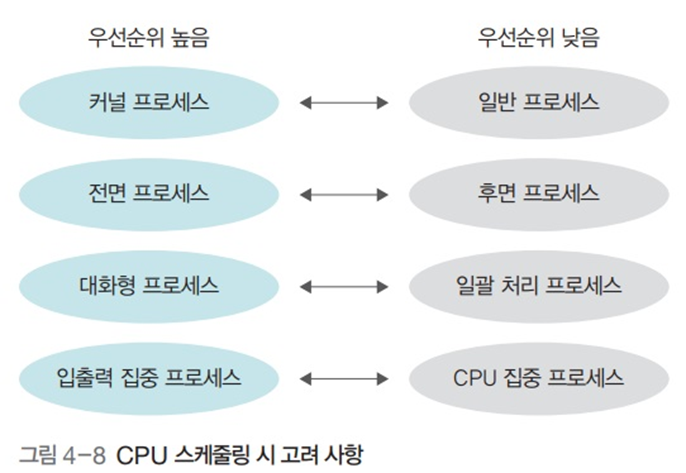 우선순위 높음 우선순위 낮음
커널 프로세스 일반 프로세스
전면 프로세스 후면 프로세스
대화형 프로세스 일괄 처리 프로세스
입출력 집중 프로세스 CPU 집중 프로세스
그림 4-8 CPU 스케줄링 시 고려 사항